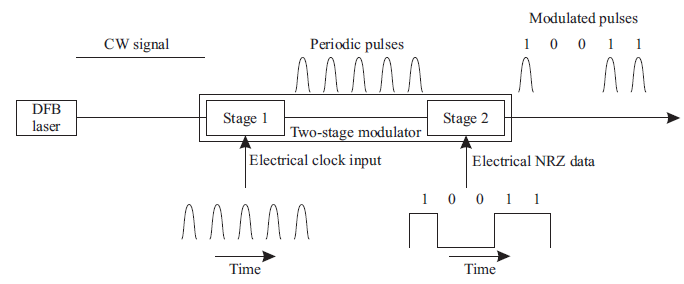 Modulated pulses
CW signal
Periodic pulses
1 0 0 1 1
DFB
laser
Stage 1
Stage 2
Two-stage modulator
Electrical clock input
Electrical NRZ data
1 0 0 1 1
Time
Time